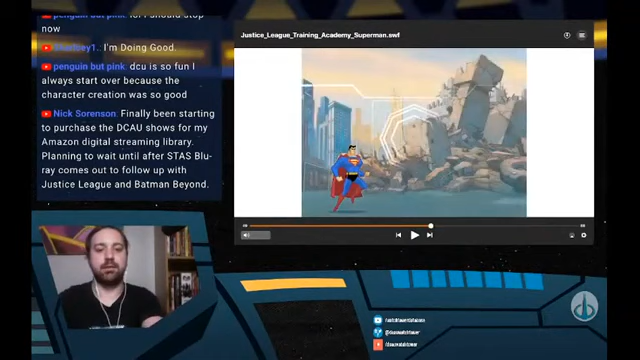 penguin but pink lol I should stop
now
I'm Doing Good.
penguin but pink dcu is so fun I
always start over because the
character creation was so good
Nick Sorenson Finally been starting
to purchase the DCAU shows for my
Amazon digital streaming library.
Planning to wait until after STAS Blu-
ray comes out to follow up with
Justice League and Batman Beyond.
Justice_League_Training_Academy_Superman.swf